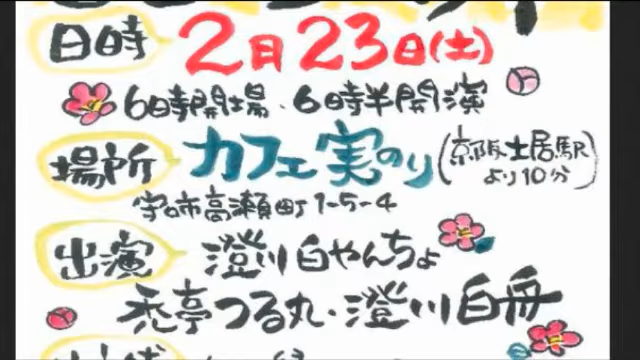 日時 2月23日(土)
6時開場、6時半開演
場所 カフェ実のり(京阪土居駅より10分)
守口市高瀬町1-5-4
出演 澄川白やんちょ
禿亭つる丸・澄川白舟